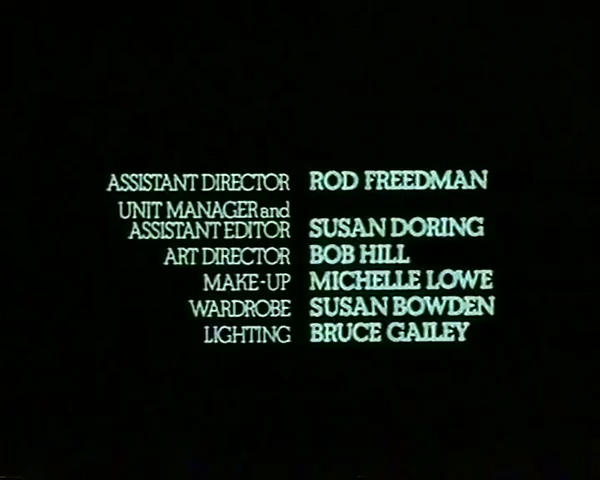 ASSISTANT DIRECTOR ROD FREEDMAN
UNIT MANAGER and
ASSISTANT EDITOR SUSAN DORING
ART DIRECTOR BOB HILL
MAKE-UP MICHELLE LOWE
WARDROBE SUSAN BOWDEN
LIGHTING BRUCE GAILEY